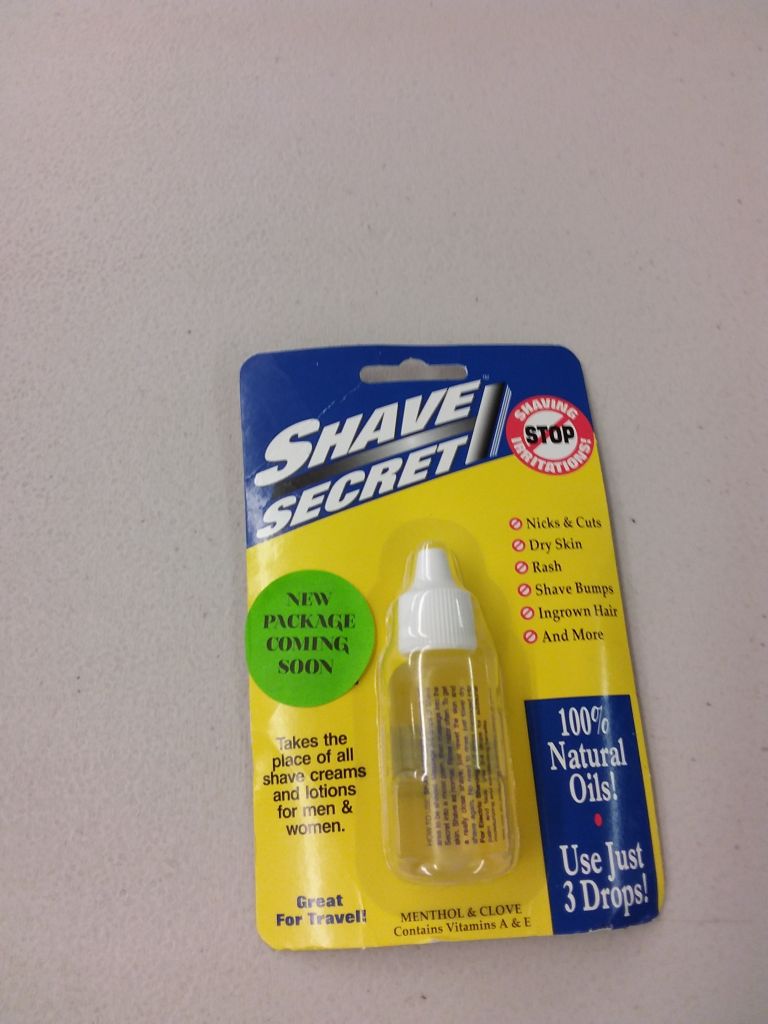 SHAVE
SECRET
™
SHAVING
STOP
IRRITATIONS!
Nicks & Cuts
Dry Skin
Rash
Shave Bumps
Ingrown Hair
And More
NEW
PACKAGE
COMING
SOON
Takes the
place of all
shave creams
and lotions
for men &
women.
100%
Natural
Oils!
Use Just
3 Drops!
Great
For Travel!
MENTHOL & CLOVE
Contains Vitamins A & E